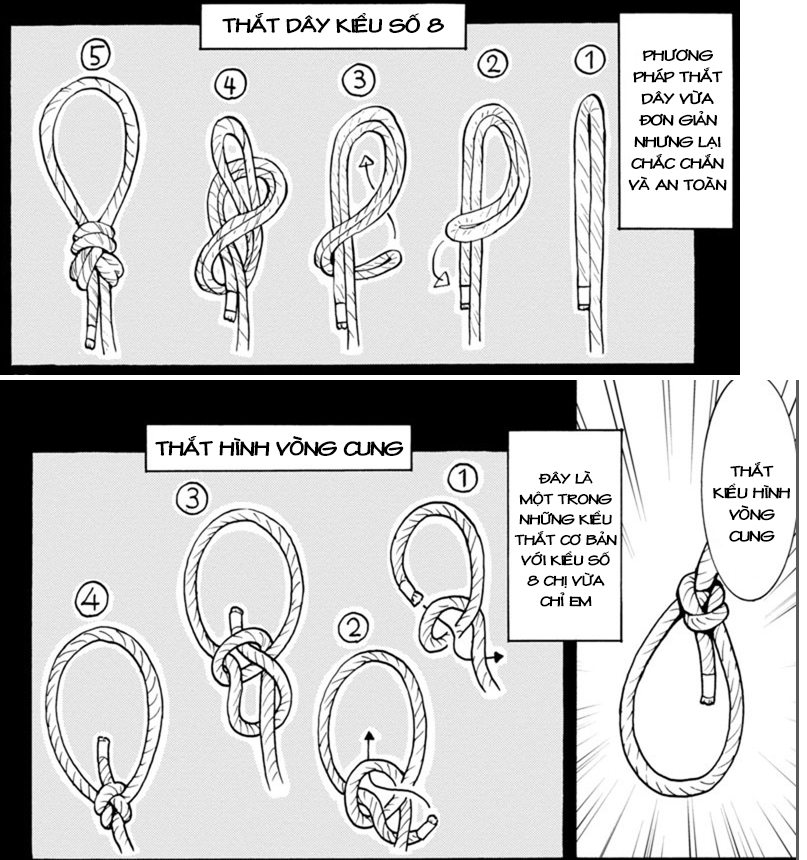 THẮT DÂY KIỂU SỐ 8
PHƯƠNG
PHÁP THẮT
DÂY VỪA
ĐƠN GIẢN
NHƯNG LẠI
CHẮC CHẮN
VÀ AN TOÀN
①
②
③
④
⑤
THẮT
KIỂU HÌNH
VÒNG
CUNG
ĐÂY LÀ
MỘT TRONG
NHỮNG KIỂU
THẮT CƠ BẢN
VỚI KIỂU SỐ
8 CHỊ VỪA
CHỈ EM
THẮT HÌNH VÒNG CUNG
①
②
③
④